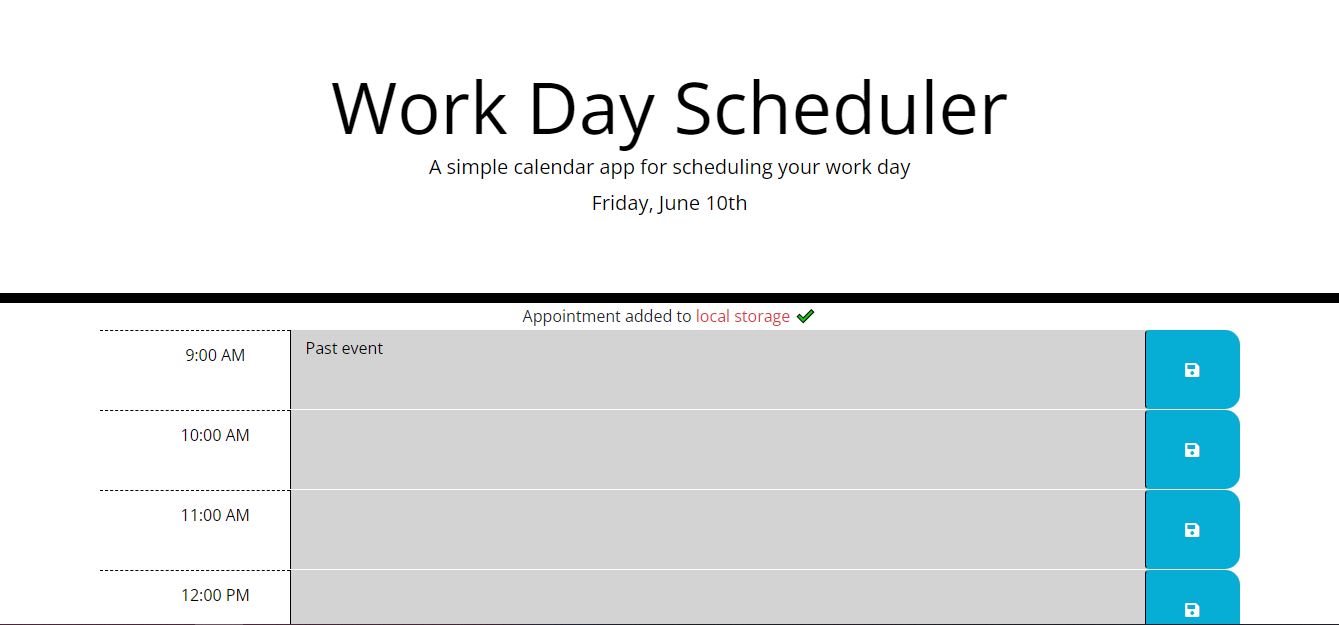 Work Day Scheduler
A simple calendar app for scheduling your work day
Friday, June 10th
Appointment added to local storage ✔
9:00 AM
Past event
10:00 AM
11:00 AM
12:00 PM